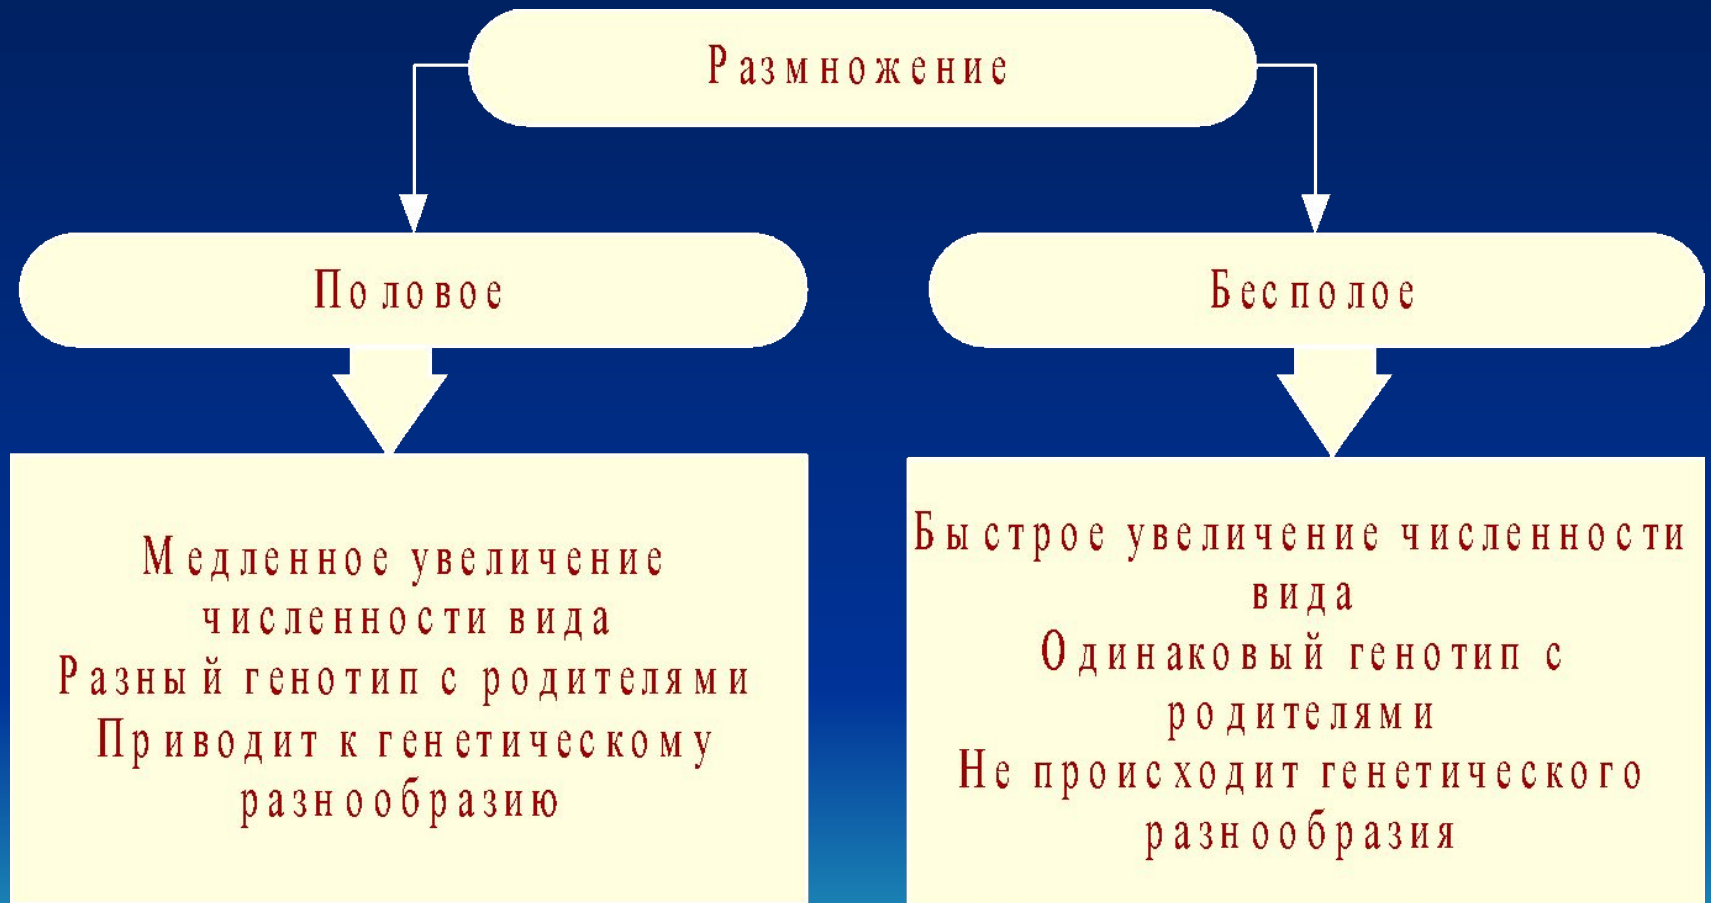 Размножение
Половое
Бесполое
Медленное увеличение
численности вида
Разный генотип с родителями
Приводит к генетическому
разнообразию
Быстрое увеличение численности
вида
Одинаковый генотип с
родителями
Не происходит генетического
разнообразия